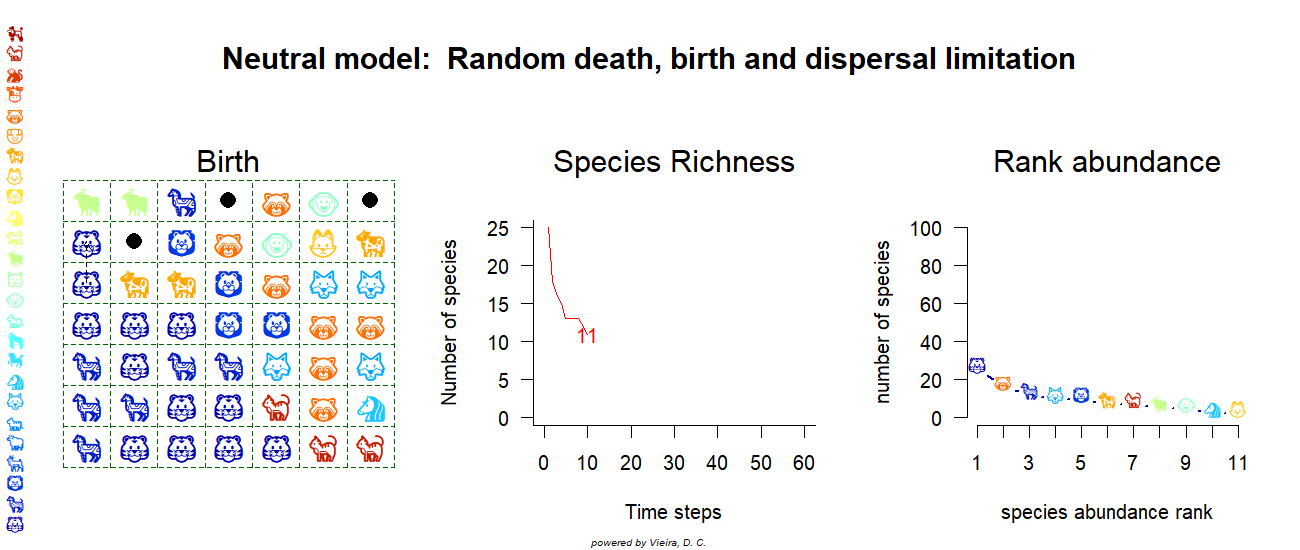 Neutral model: Random death, birth and dispersal limitation
Birth
Species Richness
Number of species
25
20
15
10
5
0
11
0 10 20 30 40 50 60
Time steps
Rank abundance
number of species
100
80
60
40
20
0
1 3 5 7 9 11
species abundance rank
powered by Vieira, D. C.